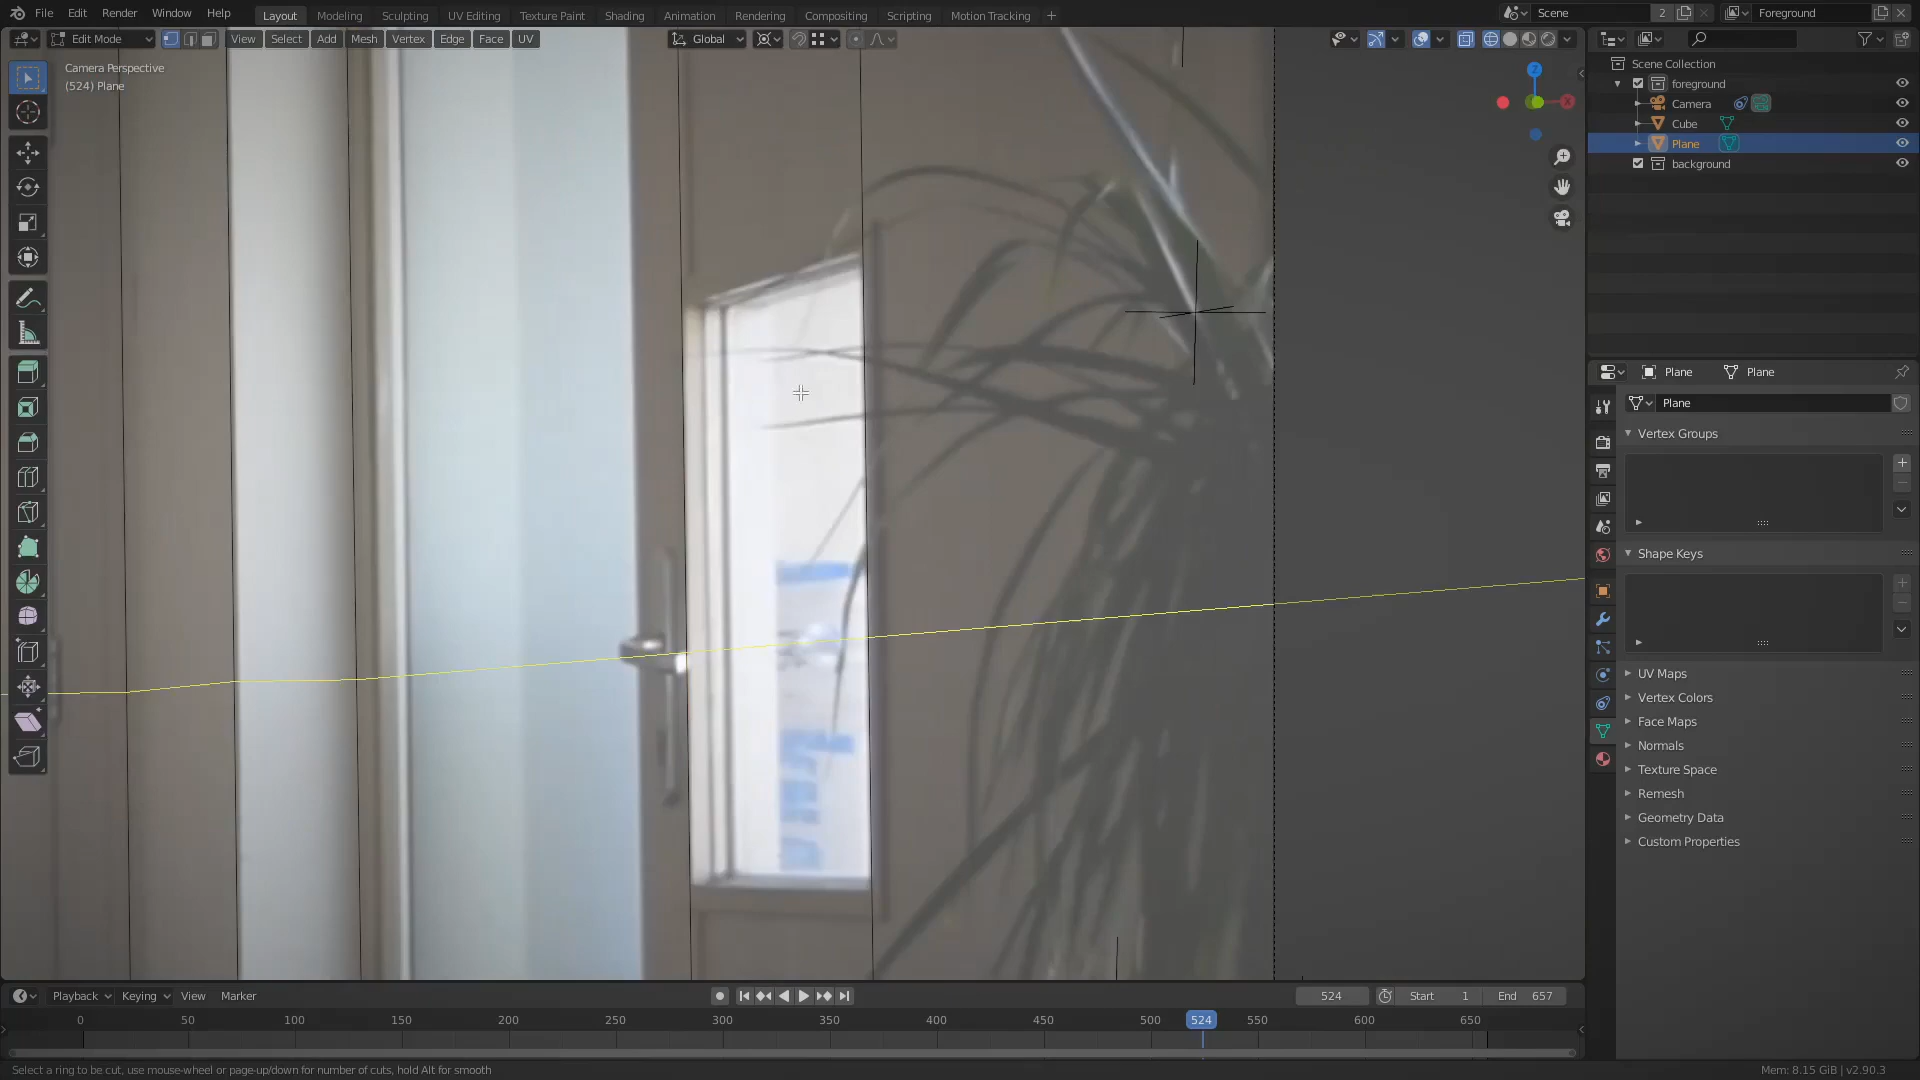 File Edit Render Window Help
Layout Modeling Sculpting UV Editing Texture Paint Shading Animation Rendering Compositing Scripting Motion Tracking +
Scene 2
Foreground
Edit Mode View Select Add Mesh Vertex Edge Face UV
Global
Camera Perspective
(524) Plane
Z
X
Scene Collection
foreground
Camera
Cube
Plane
background
Plane Plane
Plane
Vertex Groups
Shape Keys
UV Maps
Vertex Colors
Face Maps
Normals
Texture Space
Remesh
Geometry Data
Custom Properties
Playback Keying View Marker
524 Start 1 End 657
0 50 100 150 200 250 300 350 400 450 500 524 550 600 650
Select a ring to be cut, use mouse-wheel or page-up/down for number of cuts, hold Alt for smooth
Mem: 8.15 GiB | v2.90.3